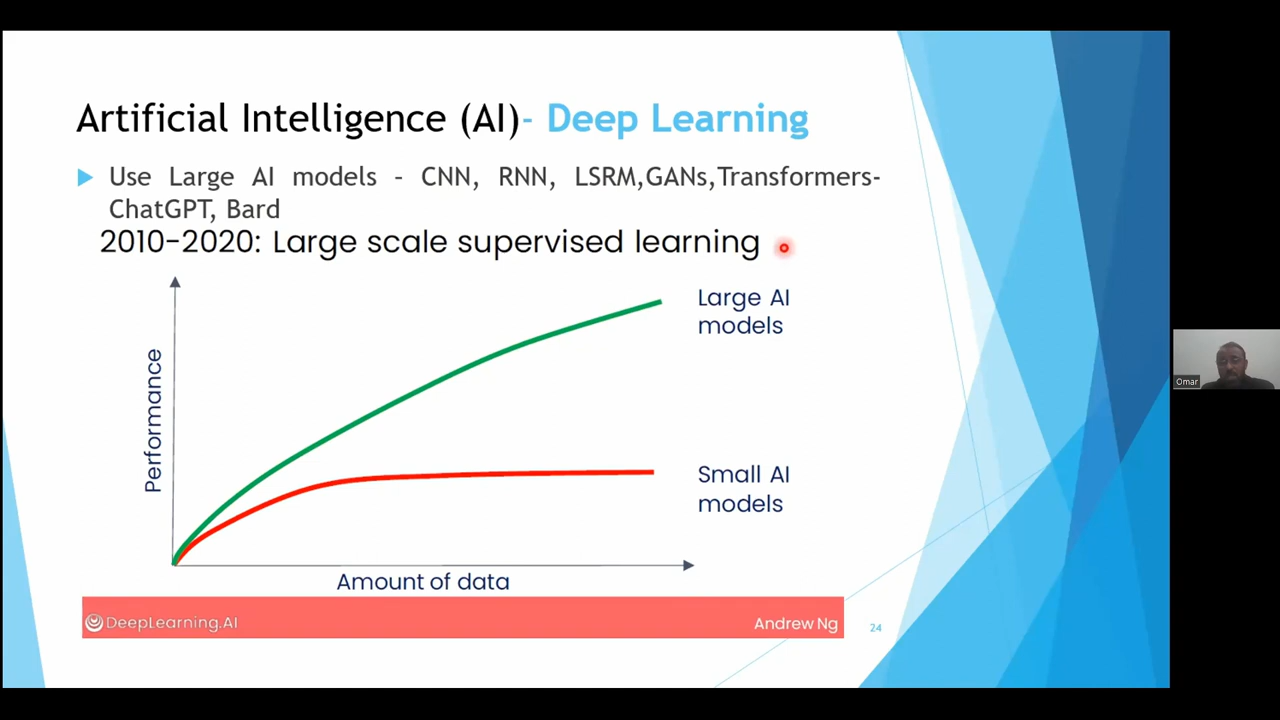 Artificial Intelligence (AI)- Deep Learning
Use Large AI models - CNN, RNN, LSRM,GANs,Transformers-
ChatGPT, Bard
2010-2020: Large scale supervised learning
Large AI
models
Performance
Small AI
models
Amount of data
DeepLearning.AI
Andrew Ng
24
Omar